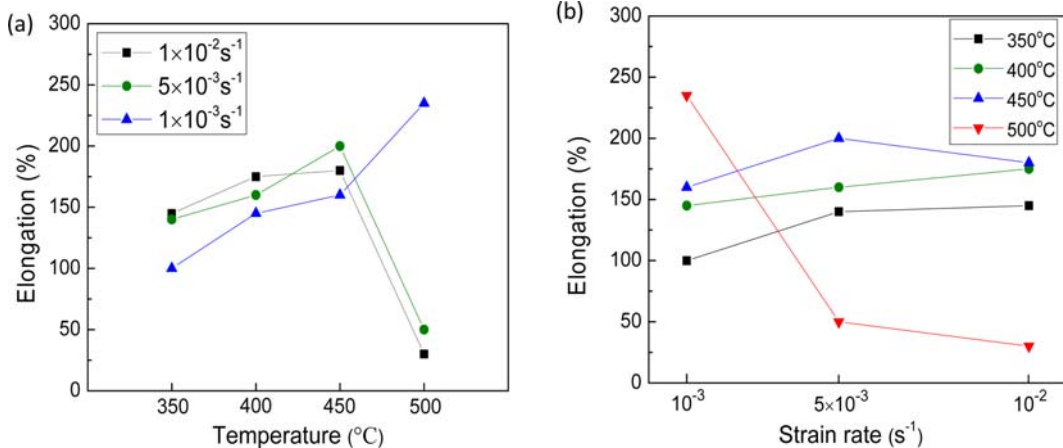 (a)
300
250
200
150
100
50
0
Elongation (%)
1×10⁻²s⁻¹
5×10⁻³s⁻¹
1×10⁻³s⁻¹
350 400 450 500
Temperature (°C)
(b)
300
250
200
150
100
50
0
Elongation (%)
350°C
400°C
450°C
500°C
10⁻³ 5×10⁻³ 10⁻²
Strain rate (s⁻¹)